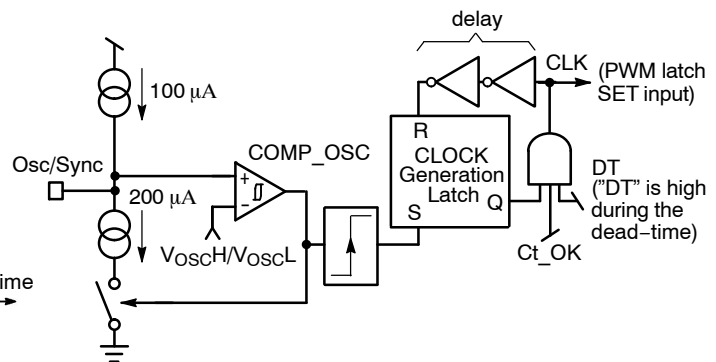 delay
CLK
(PWM latch
SET input)
100 μA
R
CLOCK
Generation
Latch
S
Q
Osc/Sync
COMP_OSC
+
−
200 μA
VOSCH/VOSCL
DT
("DT" is high
during the
dead−time)
Ct_OK
ime